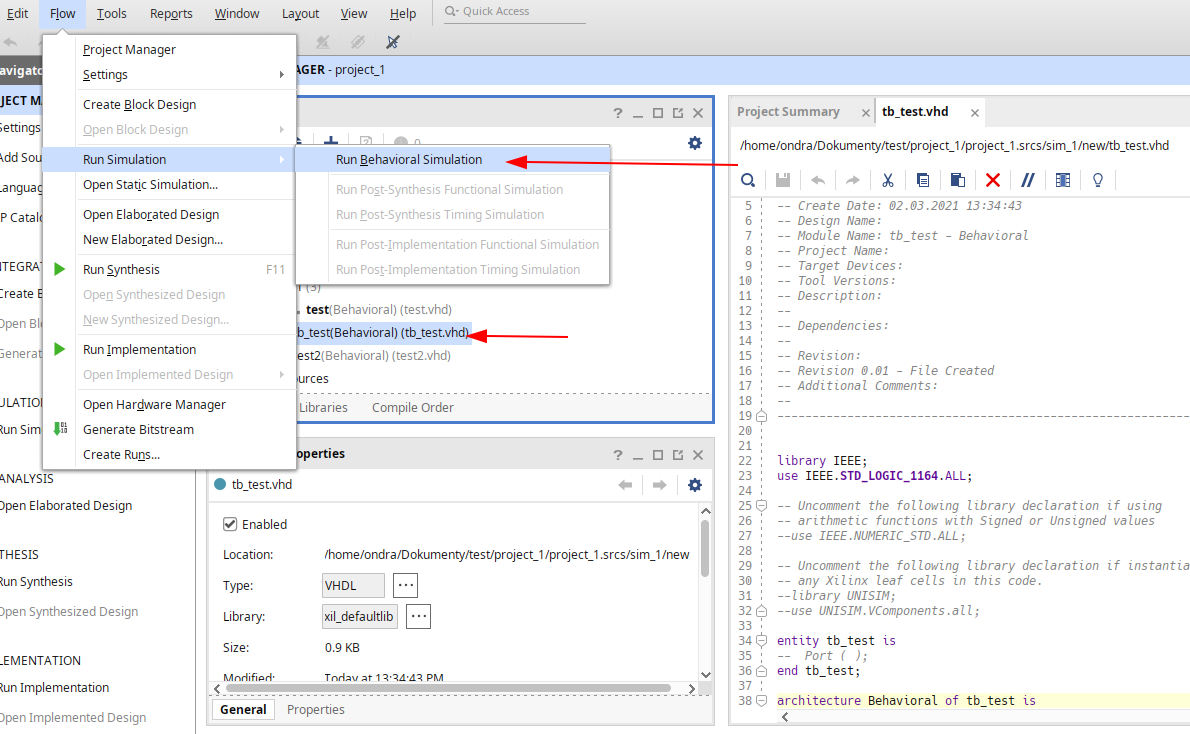 Edit Flow Tools Reports Window Layout View Help Quick Access
AGER - project_1
Project Manager
Settings
Create Block Design
Open Block Design
Run Simulation
Open Static Simulation...
Open Elaborated Design
New Elaborated Design...
Run Synthesis F11
Open Synthesized Design
New Synthesized Design...
Run Implementation
Open Implemented Design
Open Hardware Manager
Generate Bitstream
Create Runs...
Run Behavioral Simulation
Run Post-Synthesis Functional Simulation
Run Post-Synthesis Timing Simulation
Run Post-Implementation Functional Simulation
Run Post-Implementation Timing Simulation
avigato
JECT M
Settings
Add Sou
Langua
P Catalo
NTEGRAT
Create B
Open Blo
Generat
ULATION
Run Sim
ANALYSIS
Open Elaborated Design
THESIS
Run Synthesis
Open Synthesized Design
LEMENTATION
Run Implementation
Open Implemented Design
0
(3)
test(Behavioral) (test.vhd)
b_test(Behavioral) (tb_test.vhd)
est2(Behavioral) (test2.vhd)
urces
Libraries Compile Order
operties
tb_test.vhd
Enabled
Location: /home/ondra/Dokumenty/test/project_1/project_1.srcs/sim_1/new
Type: VHDL
Library: xil_defaultlib
Size: 0.9 KB
Modified: Today at 13:34:43 PM
General Properties
Project Summary tb_test.vhd
/home/ondra/Dokumenty/test/project_1/project_1.srcs/sim_1/new/tb_test.vhd
5 -- Create Date: 02.03.2021 13:34:43
6 -- Design Name:
7 -- Module Name: tb_test - Behavioral
8 -- Project Name:
9 -- Target Devices:
10 -- Tool Versions:
11 -- Description:
12 --
13 -- Dependencies:
14 --
15 -- Revision:
16 -- Revision 0.01 - File Created
17 -- Additional Comments:
18 --
19 ----------------------------------------------------------
20
21
22 library IEEE;
23 use IEEE.STD_LOGIC_1164.ALL;
24
25 -- Uncomment the following library declaration if using
26 -- arithmetic functions with Signed or Unsigned values
27 --use IEEE.NUMERIC_STD.ALL;
28
29 -- Uncomment the following library declaration if instantia
30 -- any Xilinx leaf cells in this code.
31 --library UNISIM;
32 --use UNISIM.VComponents.all;
33
34 entity tb_test is
35 -- Port ( );
36 end tb_test;
37
38 architecture Behavioral of tb_test is